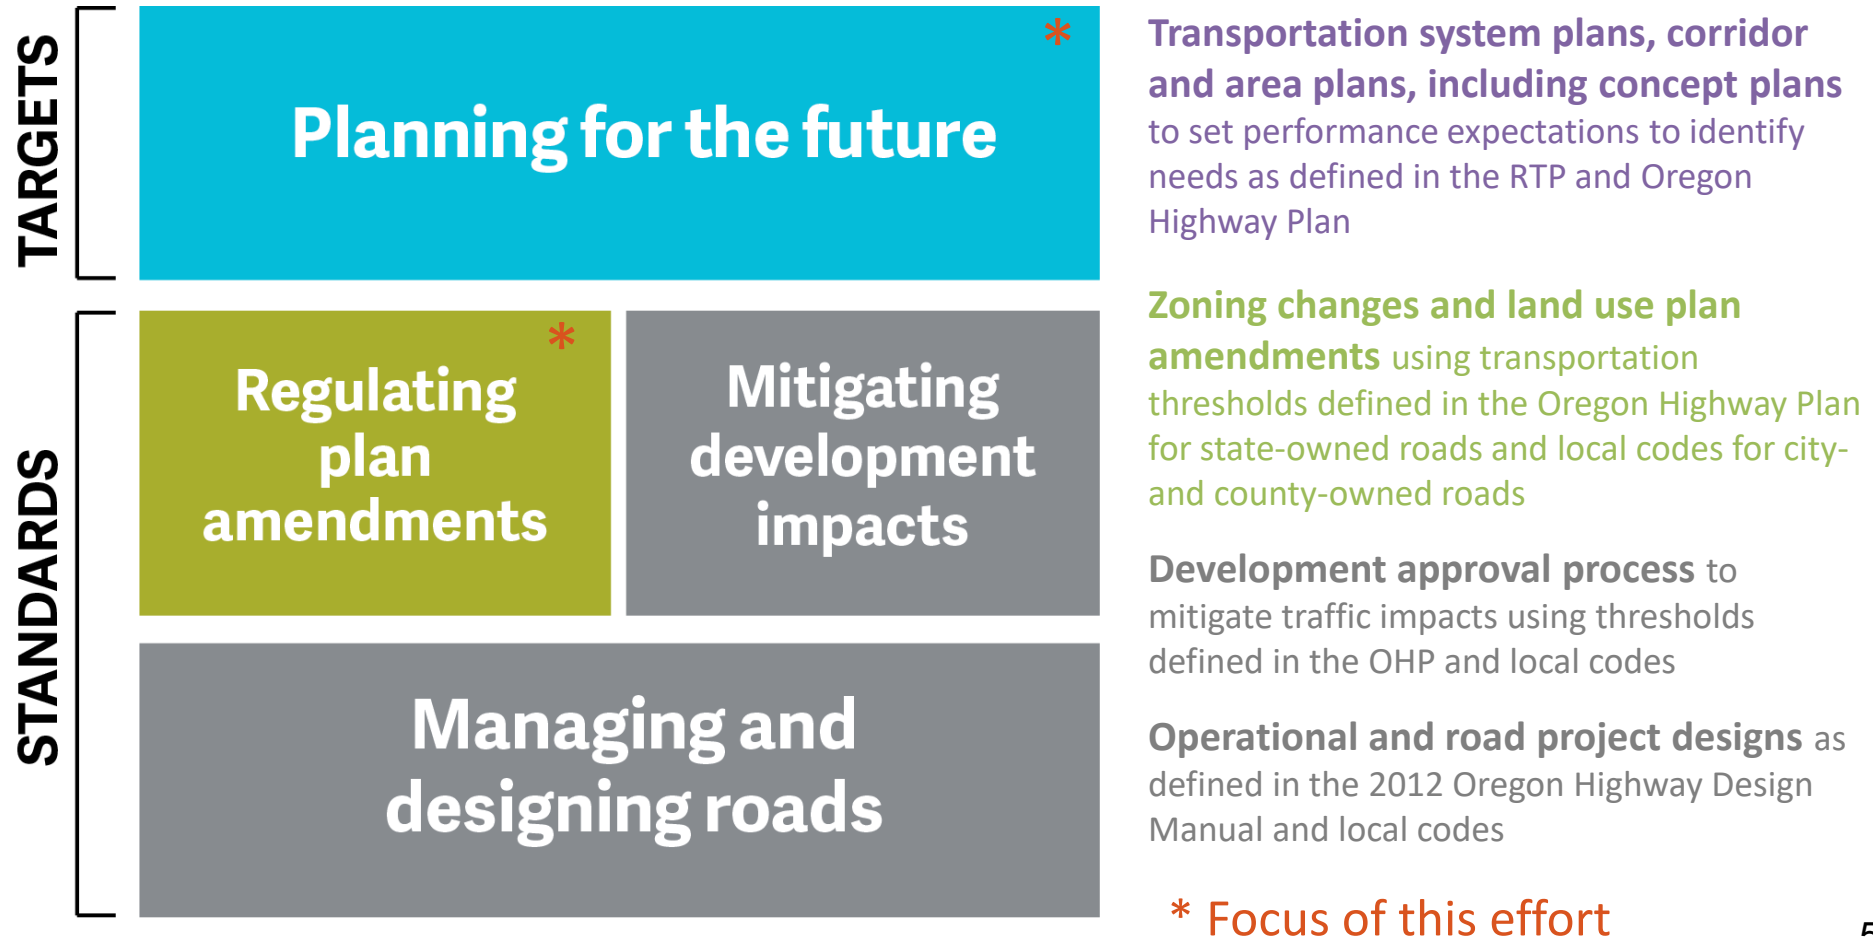 TARGETS
*
Planning for the future
Transportation system plans, corridor
and area plans, including concept plans
to set performance expectations to identify
needs as defined in the RTP and Oregon
Highway Plan
STANDARDS
*
Regulating
plan
amendments
Mitigating
development
impacts
Managing and
designing roads
Zoning changes and land use plan
amendments using transportation
thresholds defined in the Oregon Highway Plan
for state-owned roads and local codes for city-
and county-owned roads
Development approval process to
mitigate traffic impacts using thresholds
defined in the OHP and local codes
Operational and road project designs as
defined in the 2012 Oregon Highway Design
Manual and local codes
* Focus of this effort